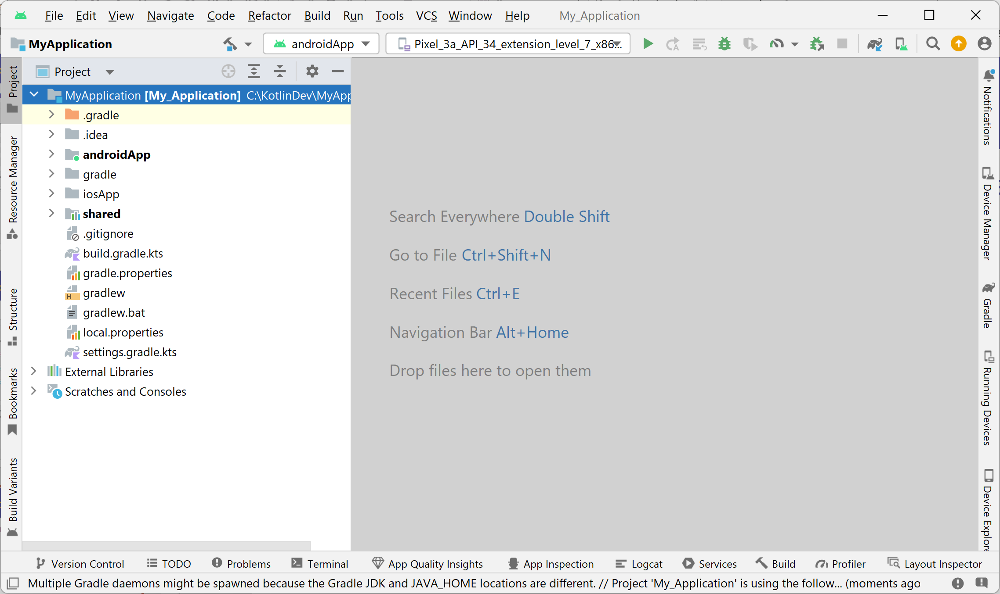 File Edit View Navigate Code Refactor Build Run Tools VCS Window Help My_Application
MyApplication androidApp Pixel_3a_API_34_extension_level_7_x86...
Project
MyApplication [My_Application] C:\KotlinDev\MyApp
.gradle
.idea
androidApp
gradle
iosApp
shared
.gitignore
build.gradle.kts
gradle.properties
gradlew
gradlew.bat
local.properties
settings.gradle.kts
External Libraries
Scratches and Consoles
Project
Resource Manager
Structure
Bookmarks
Build Variants
Search Everywhere Double Shift
Go to File Ctrl+Shift+N
Recent Files Ctrl+E
Navigation Bar Alt+Home
Drop files here to open them
Notifications
Device Manager
Gradle
Running Devices
Device Explore
Version Control TODO Problems Terminal App Quality Insights App Inspection Logcat Services Build Profiler Layout Inspector
Multiple Gradle daemons might be spawned because the Gradle JDK and JAVA_HOME locations are different. // Project 'My_Application' is using the follow... (moments ago